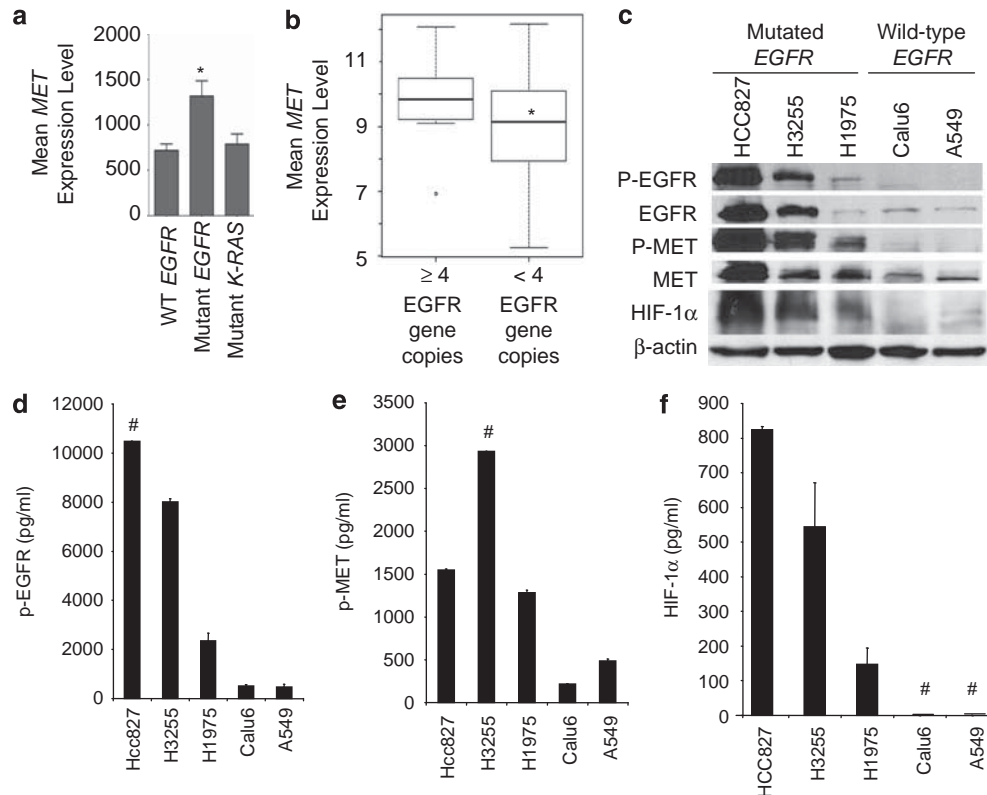 a
Mean MET
Expression Level
2000
1500
1000
500
0
*
WT EGFR
Mutant EGFR
Mutant K-RAS
b
Mean MET
Expression Level
11
9
7
5
*
≥ 4
EGFR
gene
copies
< 4
EGFR
gene
copies
c
Mutated
EGFR
Wild-type
EGFR
HCC827
H3255
H1975
Calu6
A549
P-EGFR
EGFR
P-MET
MET
HIF-1α
β-actin
d
p-EGFR (pg/ml)
12000
10000
8000
6000
4000
2000
0
#
Hcc827
H3255
H1975
Calu6
A549
e
p-MET (pg/ml)
3500
3000
2500
2000
1500
1000
500
0
#
Hcc827
H3255
H1975
Calu6
A549
f
HIF-1α (pg/ml)
900
800
700
600
500
400
300
200
100
0
# #
HCC827
H3255
H1975
Calu6
A549